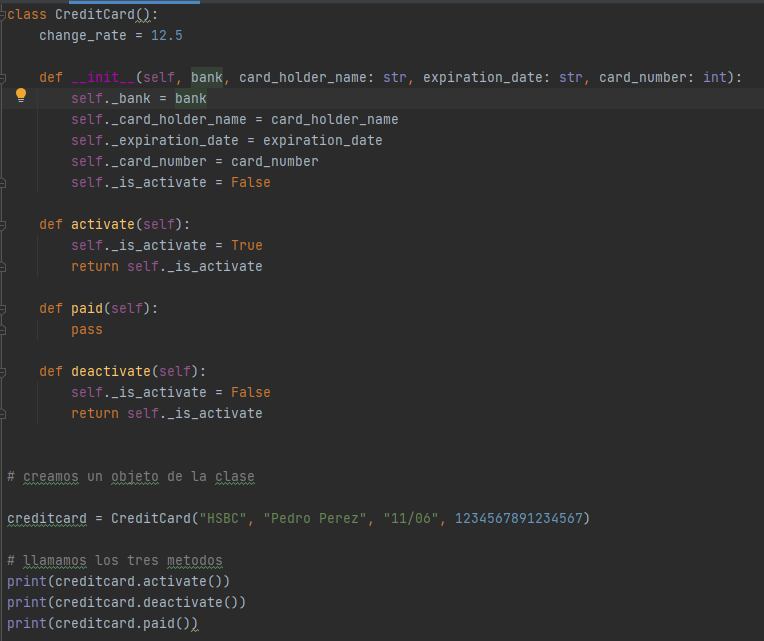 class CreditCard():
    change_rate = 12.5
    def __init__(self, bank, card_holder_name: str, expiration_date: str, card_number: int):
        self._bank = bank
        self._card_holder_name = card_holder_name
        self._expiration_date = expiration_date
        self._card_number = card_number
        self._is_activate = False
    def activate(self):
        self._is_activate = True
        return self._is_activate
    def paid(self):
        pass
    def deactivate(self):
        self._is_activate = False
        return self._is_activate
# creamos un objeto de la clase
creditcard = CreditCard("HSBC", "Pedro Perez", "11/06", 1234567891234567)
# llamamos los tres metodos
print(creditcard.activate())
print(creditcard.deactivate())
print(creditcard.paid())